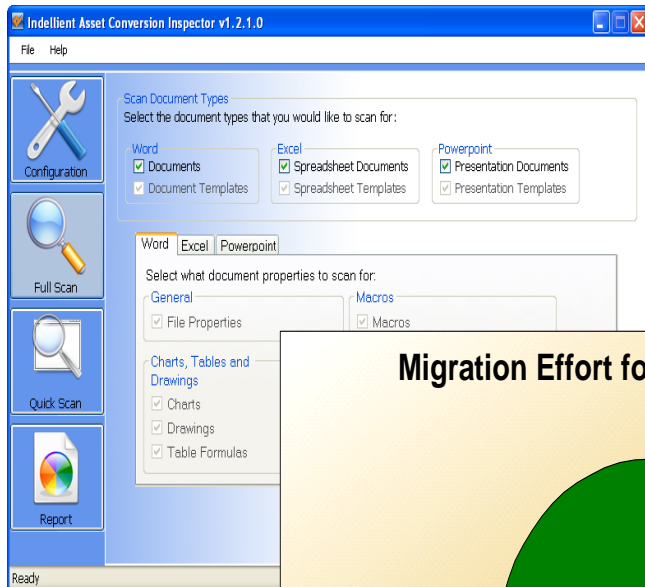 Indellient Asset Conversion Inspector v1.2.1.0
File Help
Scan Document Types
Select the document types that you would like to scan for:
Word Excel Powerpoint
Documents Spreadsheet Documents Presentation Documents
Document Templates Spreadsheet Templates Presentation Templates
Configuration
Word Excel Powerpoint
Select what document properties to scan for:
General Macros
File Properties Macros
Full Scan
Charts, Tables and
Drawings
Charts
Drawings
Table Formulas
Quick Scan
Report
Ready
Migration Effort fo